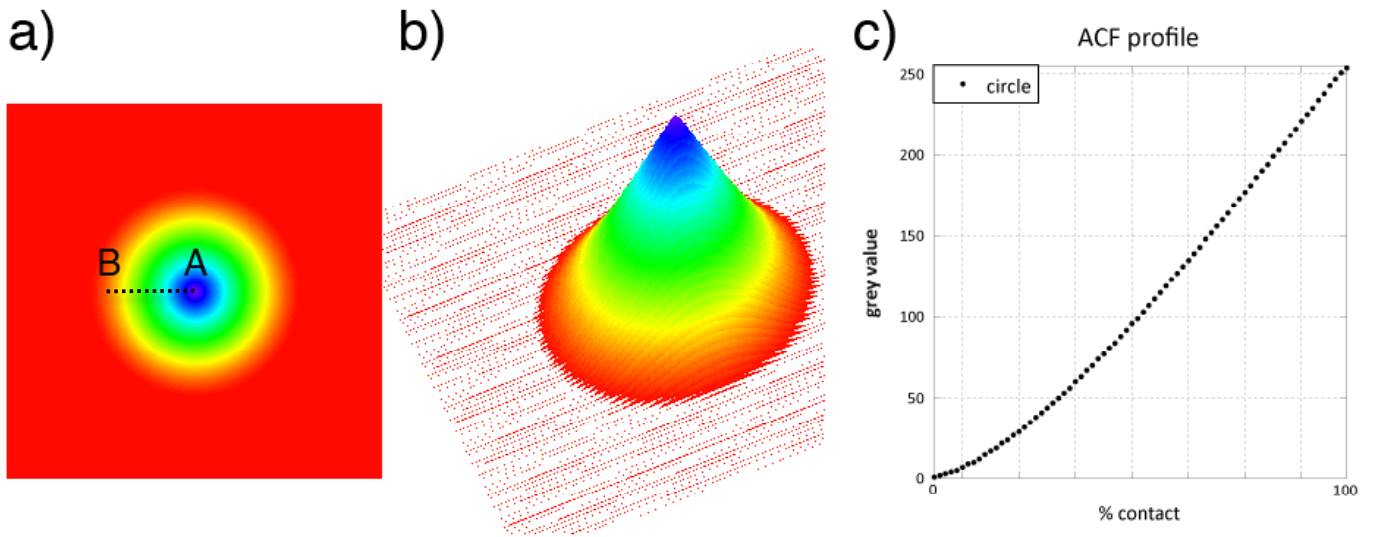 a)
B
A
b)
c)
ACF profile
circle
grey value
250
200
150
100
50
0
0
100
% contact